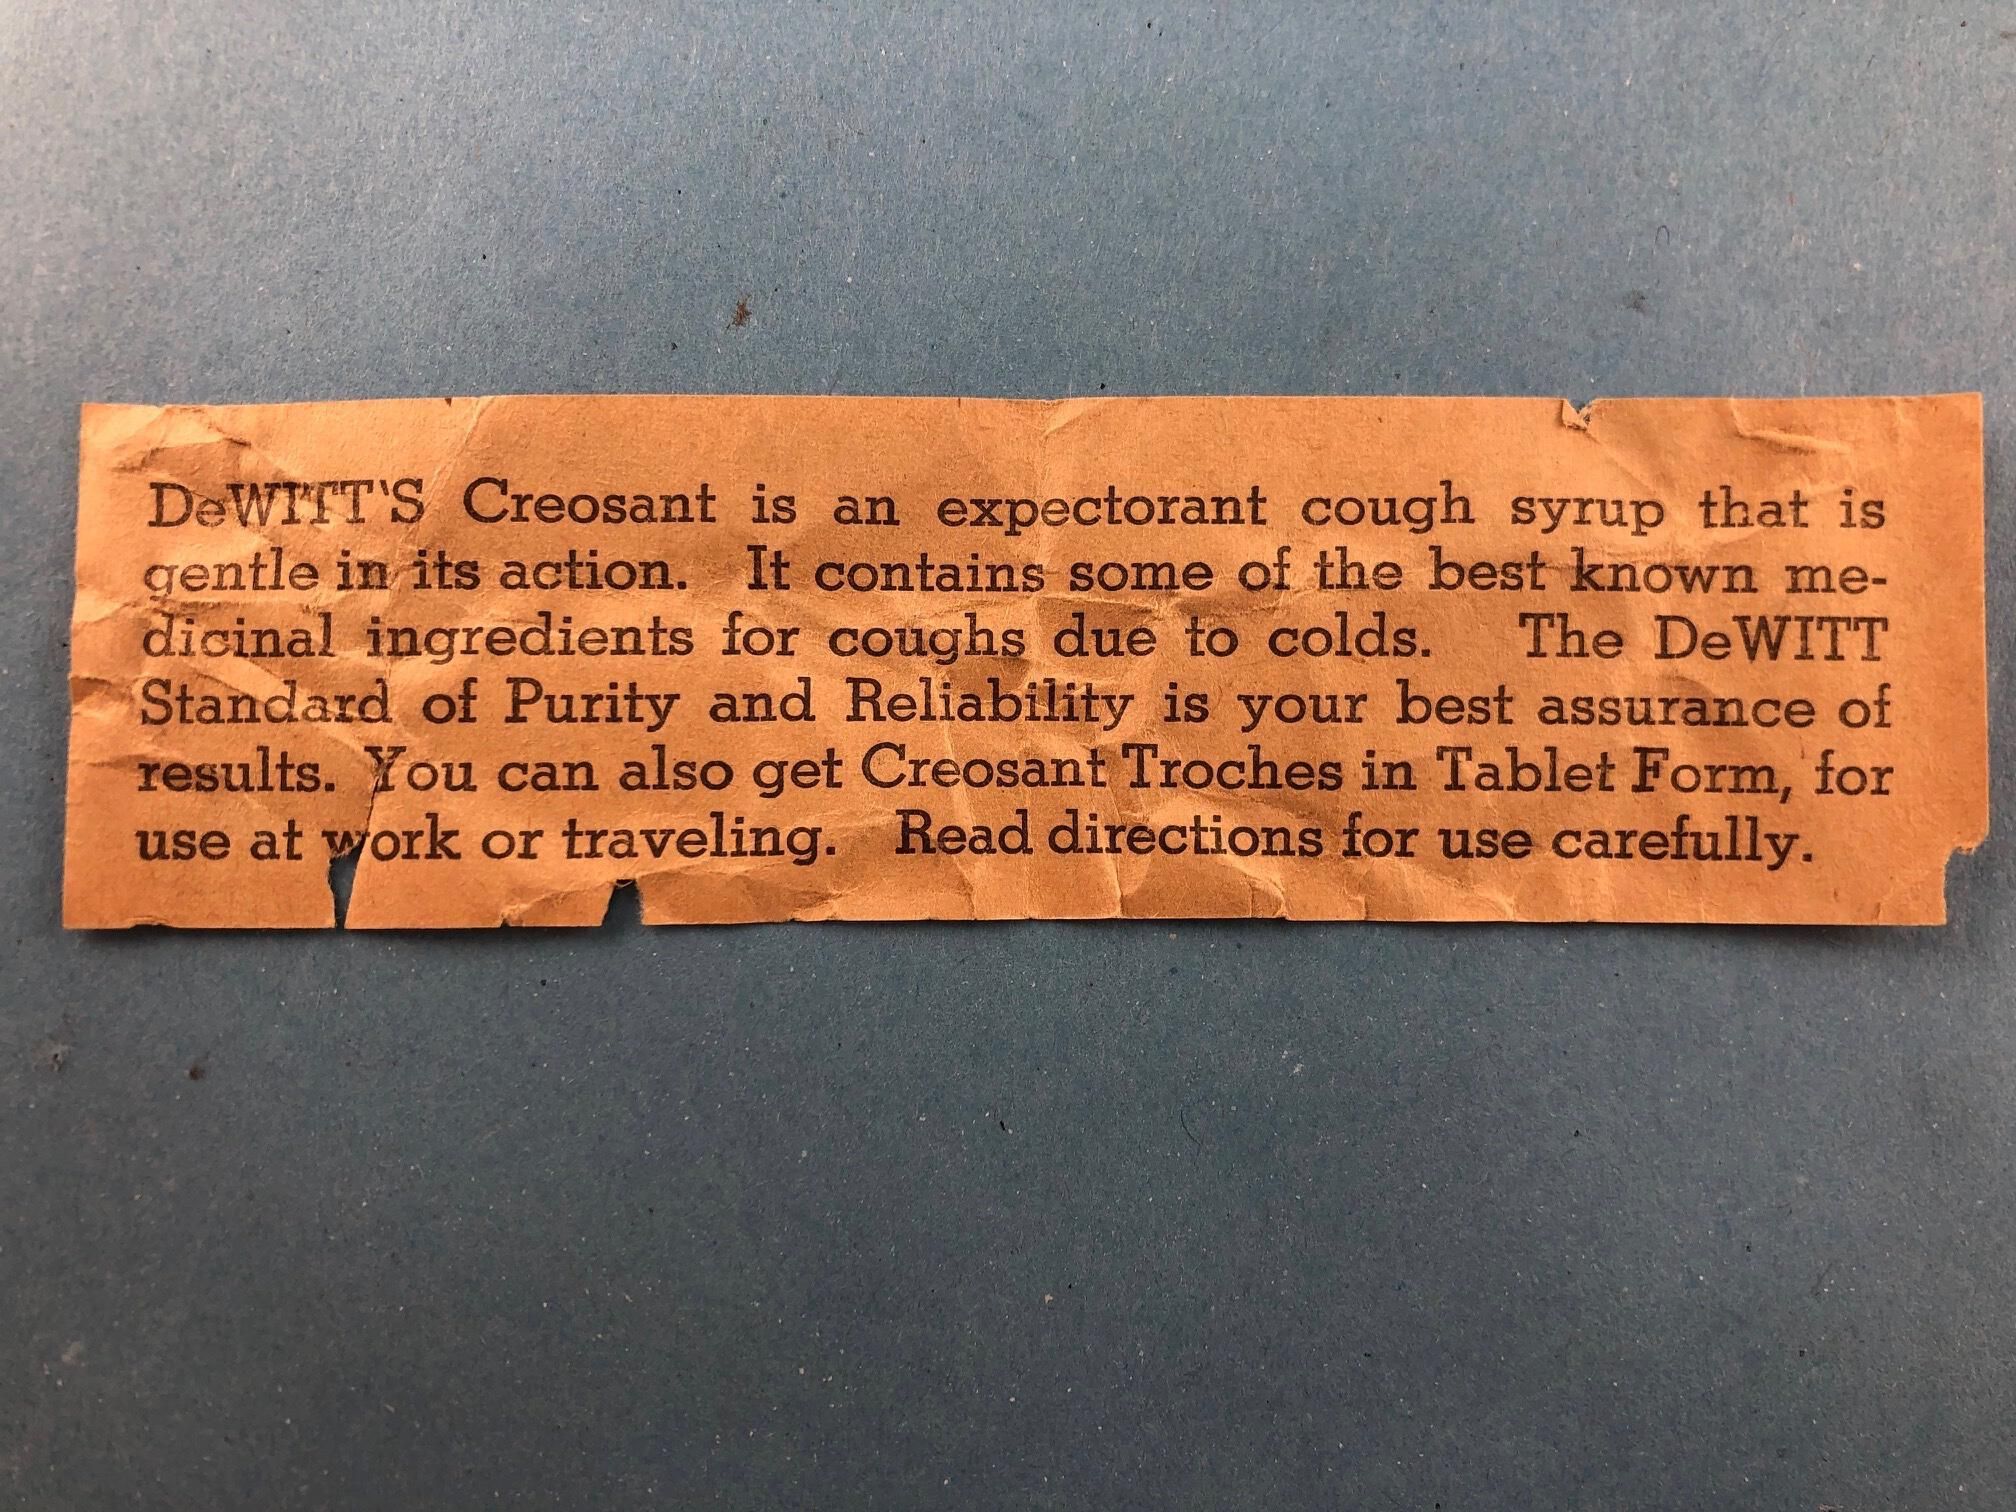 DeWITT'S Creosant is an expectorant cough syrup that is
gentle in its action. It contains some of the best known me-
dicinal ingredients for coughs due to colds. The DeWITT
Standard of Purity and Reliability is your best assurance of
results. You can also get Creosant Troches in Tablet Form, for
use at work or traveling. Read directions for use carefully.